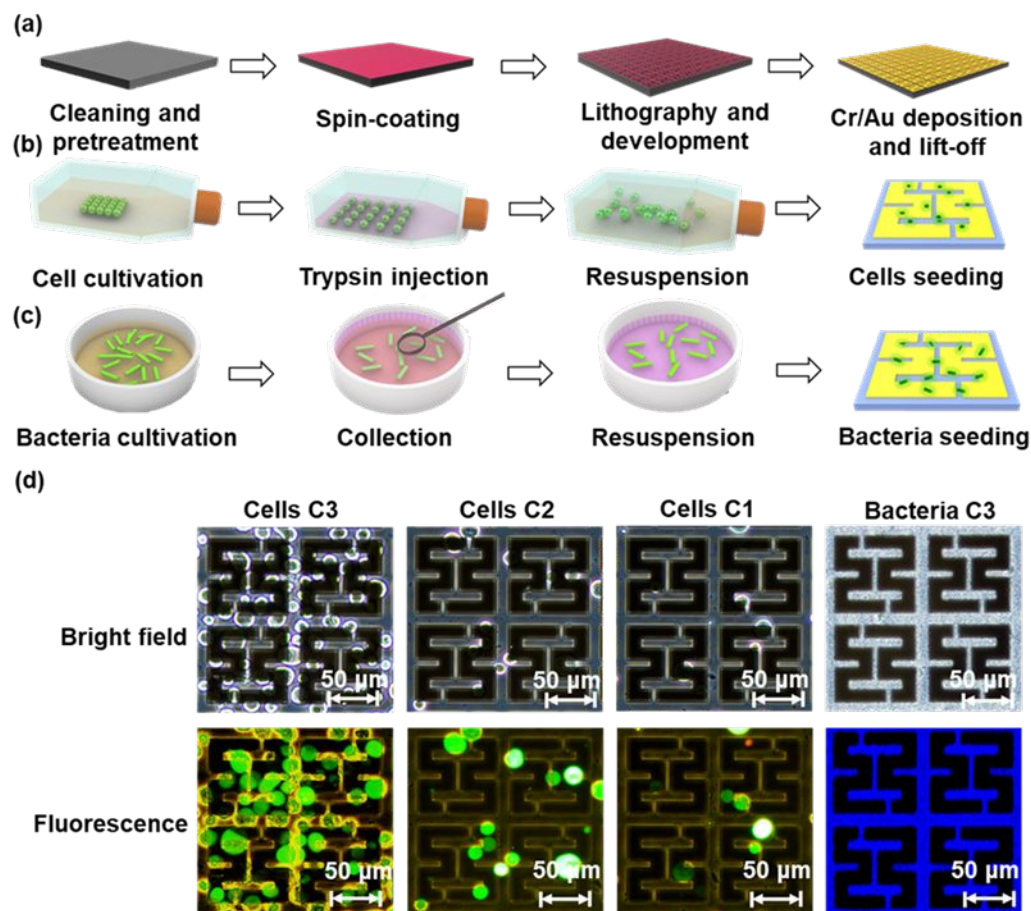 (a)
Cleaning and
pretreatment
Spin-coating
Lithography and
development
Cr/Au deposition
and lift-off
(b)
Cell cultivation
Trypsin injection
Resuspension
Cells seeding
(c)
Bacteria cultivation
Collection
Resuspension
Bacteria seeding
(d)
Cells C3
Cells C2
Cells C1
Bacteria C3
Bright field
50 µm
50 µm
50 µm
50 µm
Fluorescence
50 µm
50 µm
50 µm
50 µm